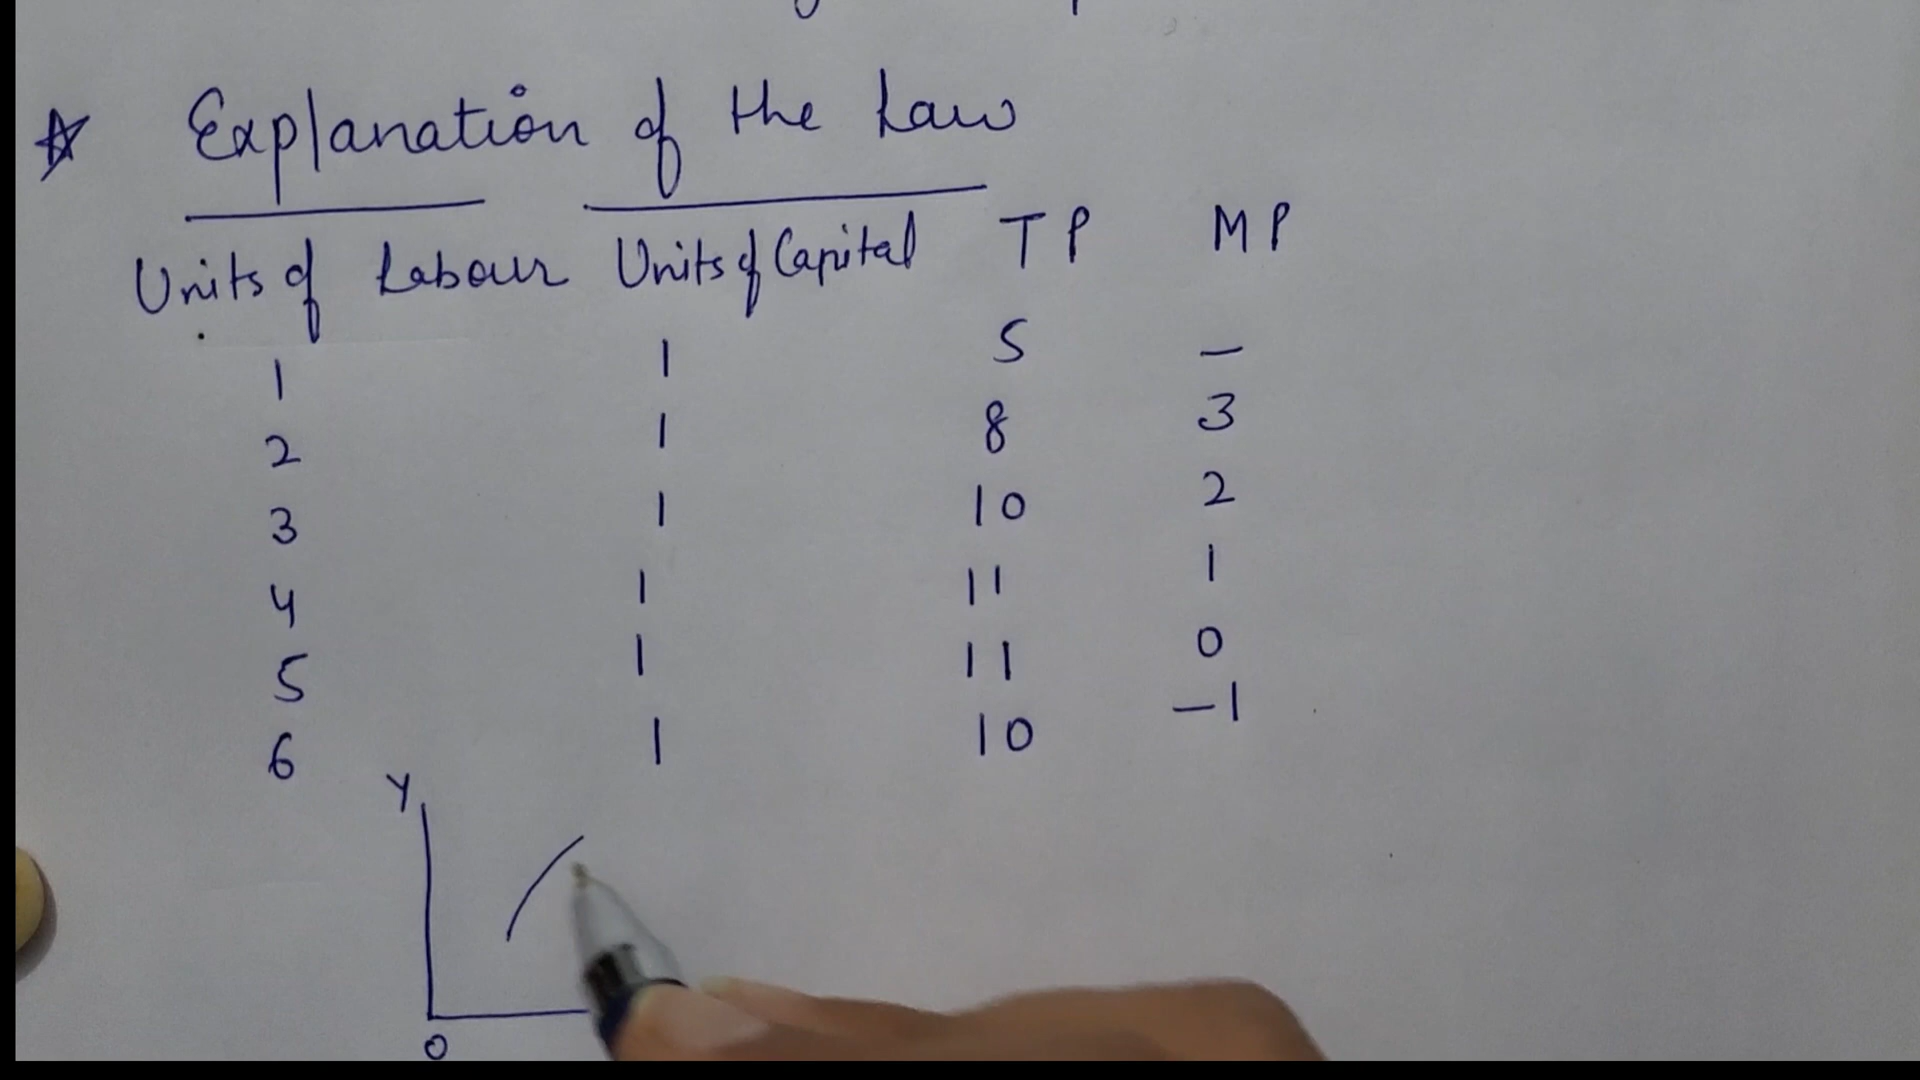 Explanation of the Law
Units of Labour Units of Capital TP MP
1 1 5 –
2 1 8 3
3 1 10 2
4 1 11 1
5 1 11 0
6 1 10 –1
Y
0